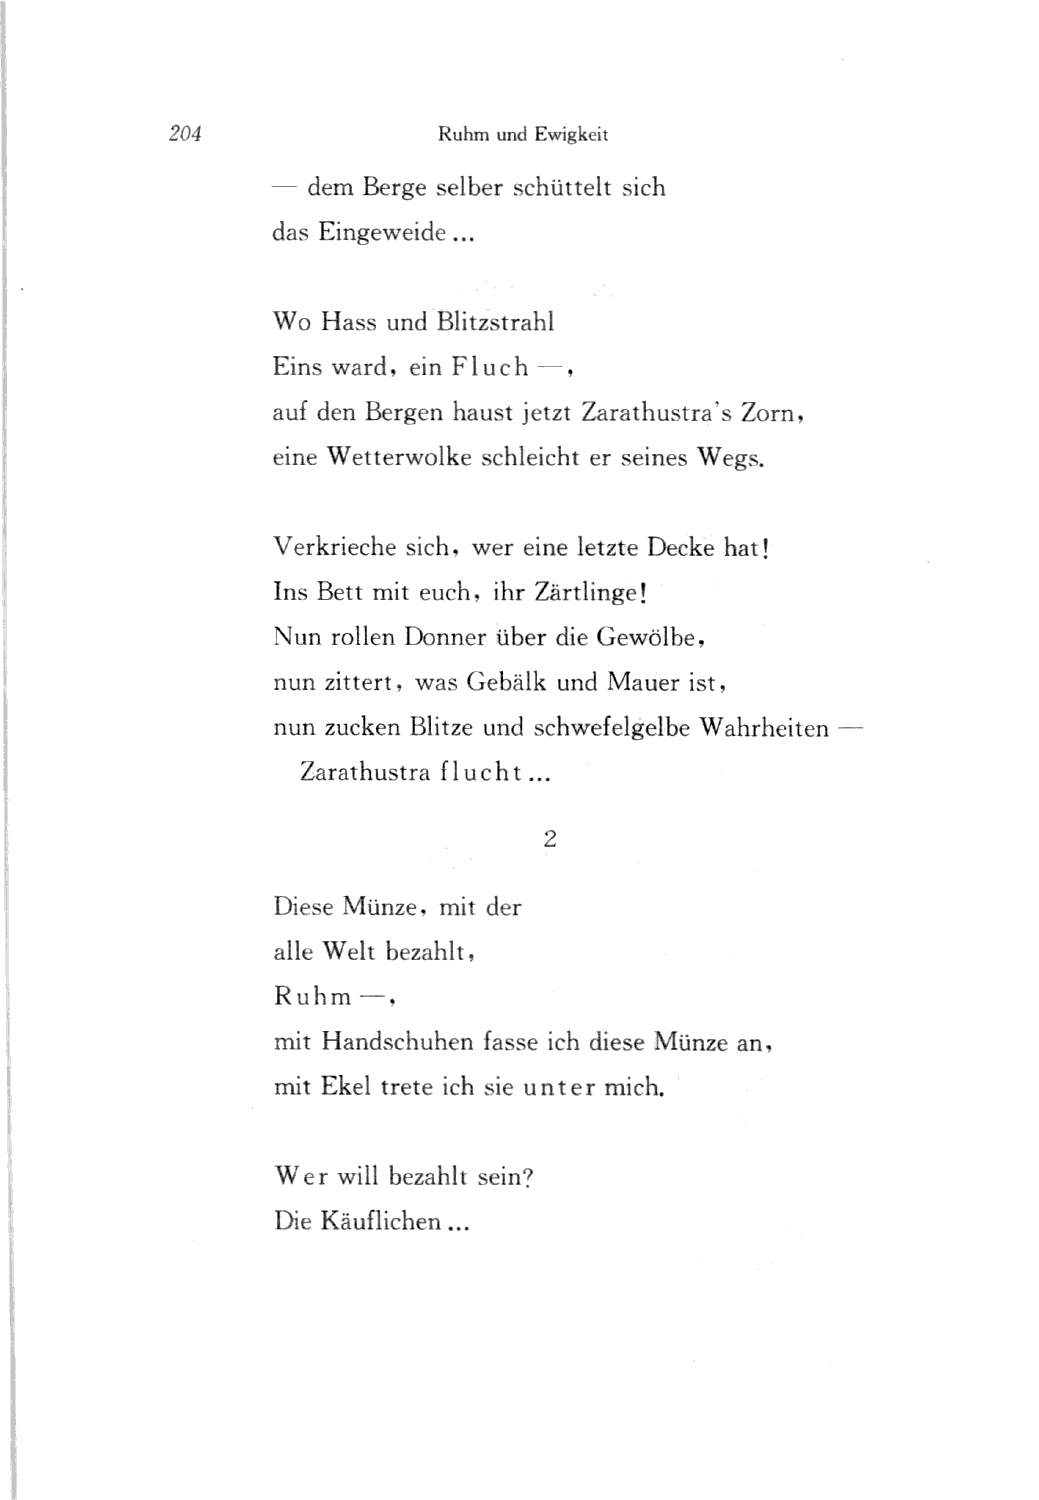 204 Ruhm und Ewigkeit
— dem Berge selber schüttelt sich
das Eingeweide ...
Wo Hass und Blitzstrahl
Eins ward, ein Fluch —,
auf den Bergen haust jetzt Zarathustra's Zorn,
eine Wetterwolke schleicht er seines Wegs.
Verkrieche sich, wer eine letzte Decke hat!
Ins Bett mit euch, ihr Zärtlinge!
Nun rollen Donner über die Gewölbe,
nun zittert, was Gebälk und Mauer ist,
nun zucken Blitze und schwefelgelbe Wahrheiten —
Zarathustra flucht ...
2
Diese Münze, mit der
alle Welt bezahlt,
Ruhm —,
mit Handschuhen fasse ich diese Münze an,
mit Ekel trete ich sie unter mich.
Wer will bezahlt sein?
Die Käuflichen ...